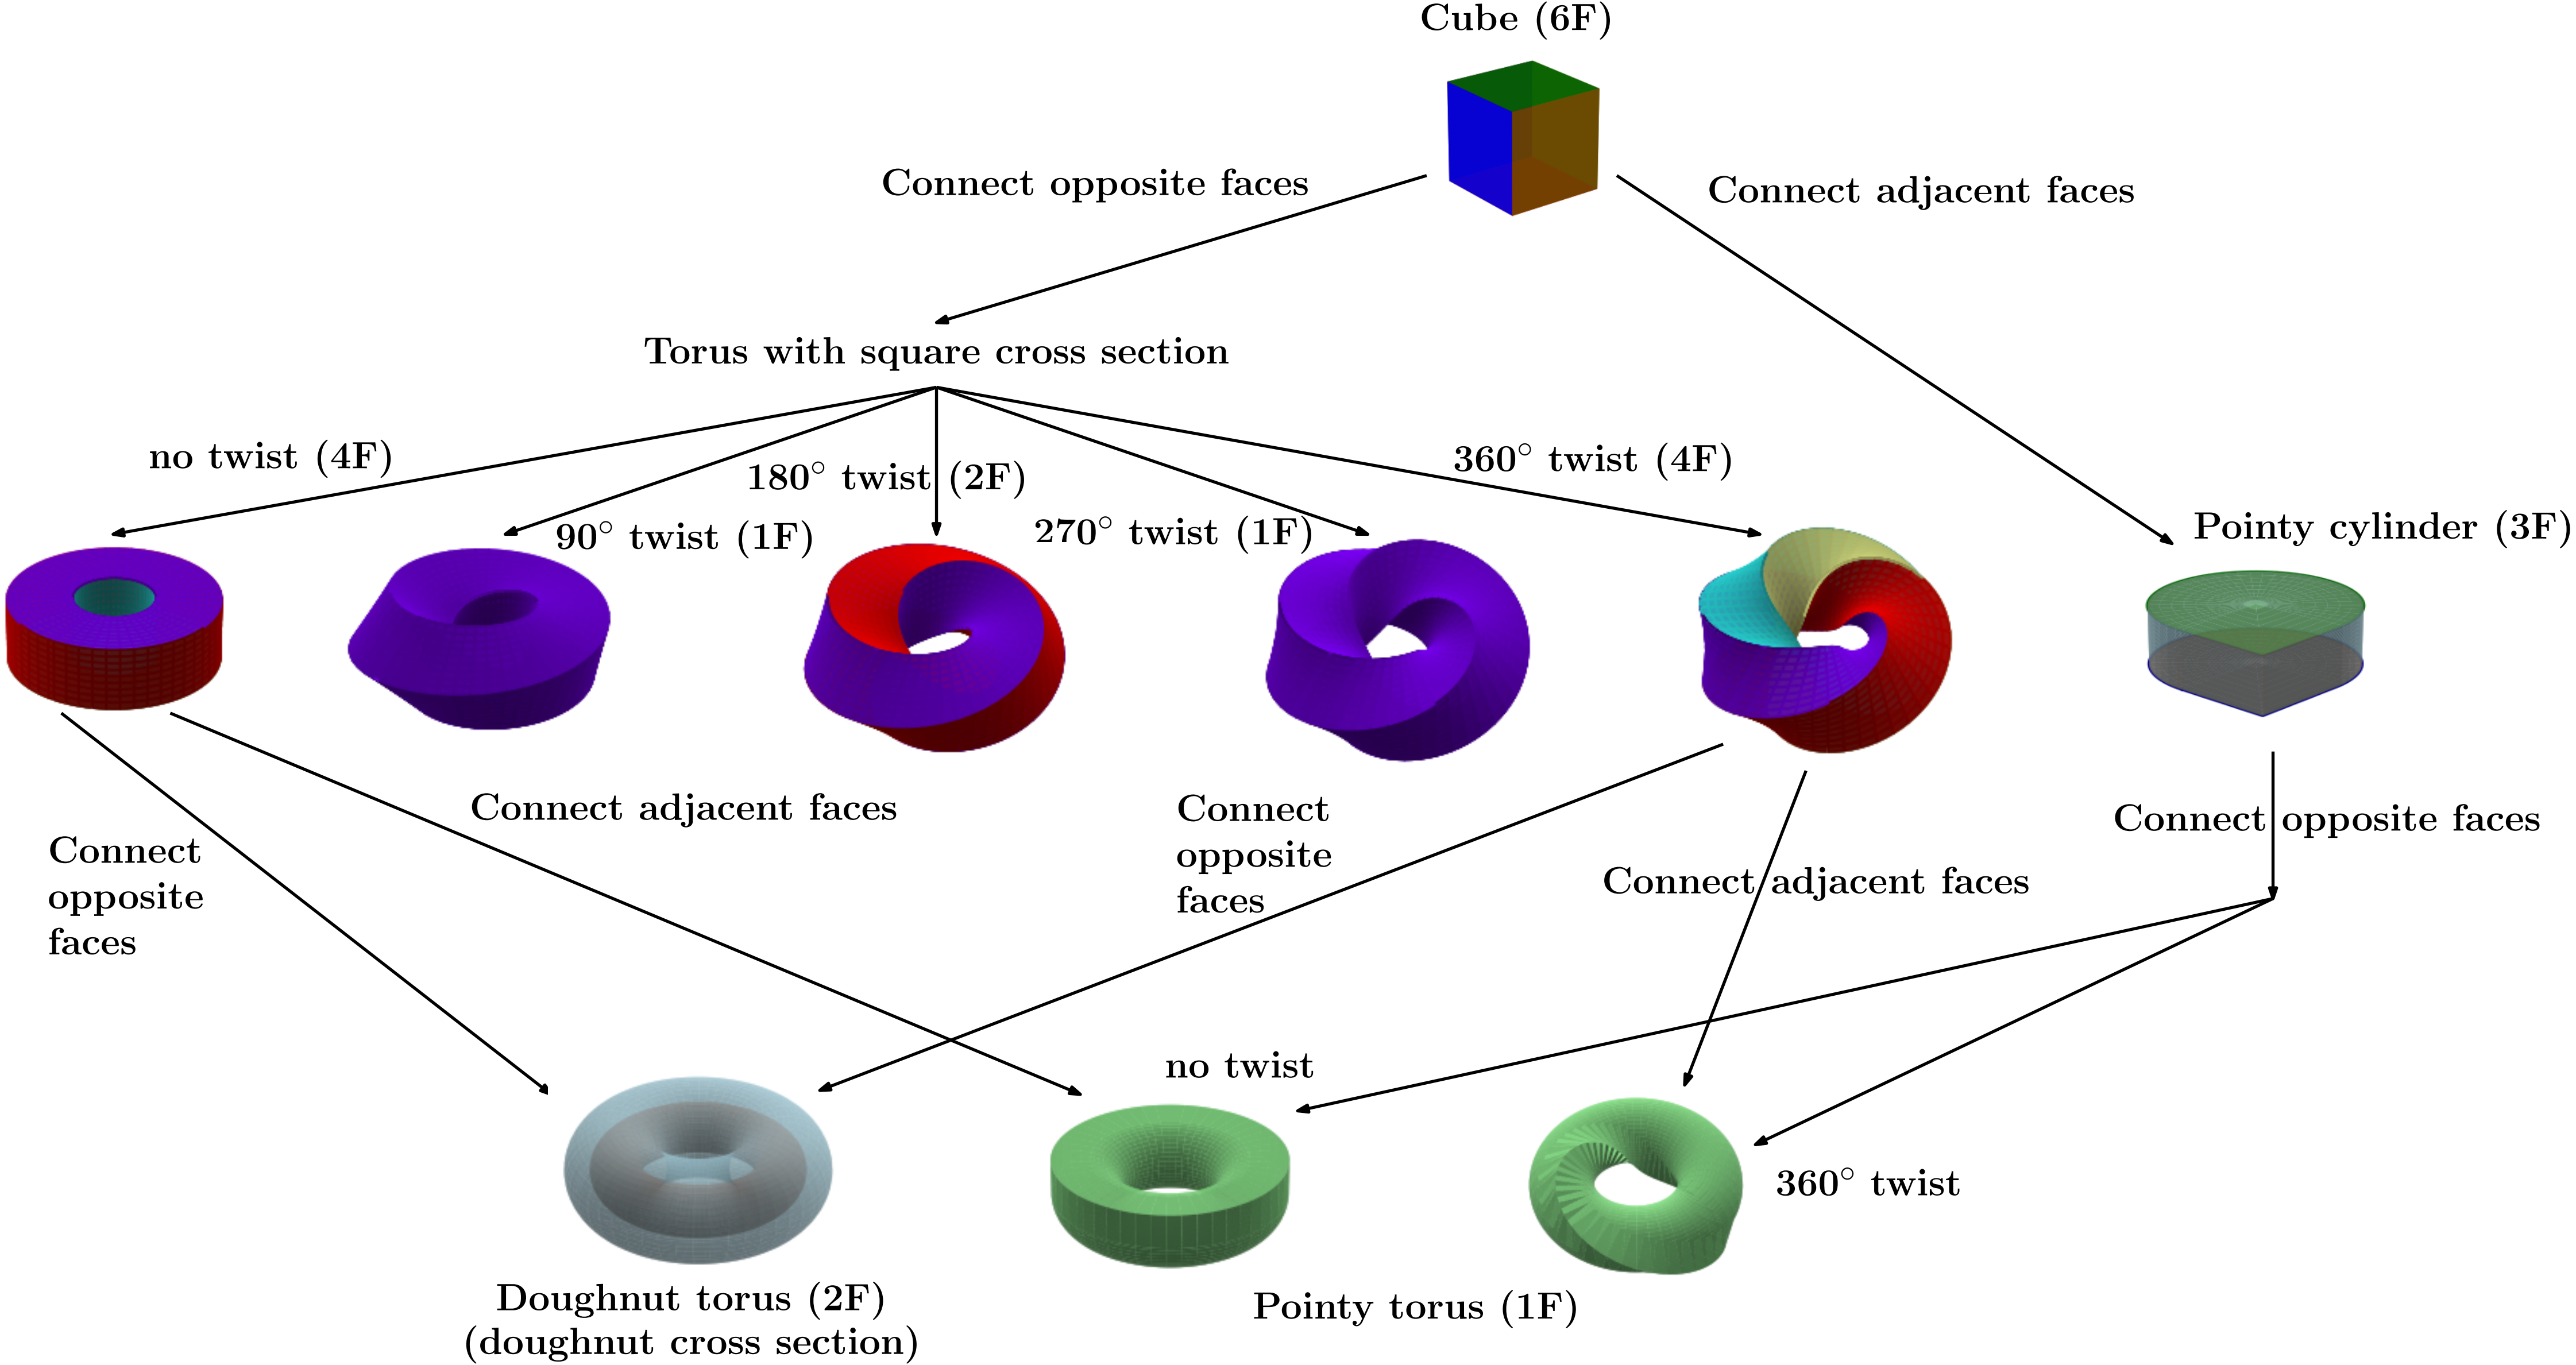 Cube (6F)
Connect opposite faces
Connect adjacent faces
Torus with square cross section
no twist (4F)
90° twist (1F)
180° twist (2F)
270° twist (1F)
360° twist (4F)
Pointy cylinder (3F)
Connect
opposite
faces
Connect adjacent faces
Connect
opposite
faces
Connect adjacent faces
Connect opposite faces
no twist
360° twist
Doughnut torus (2F)
(doughnut cross section)
Pointy torus (1F)